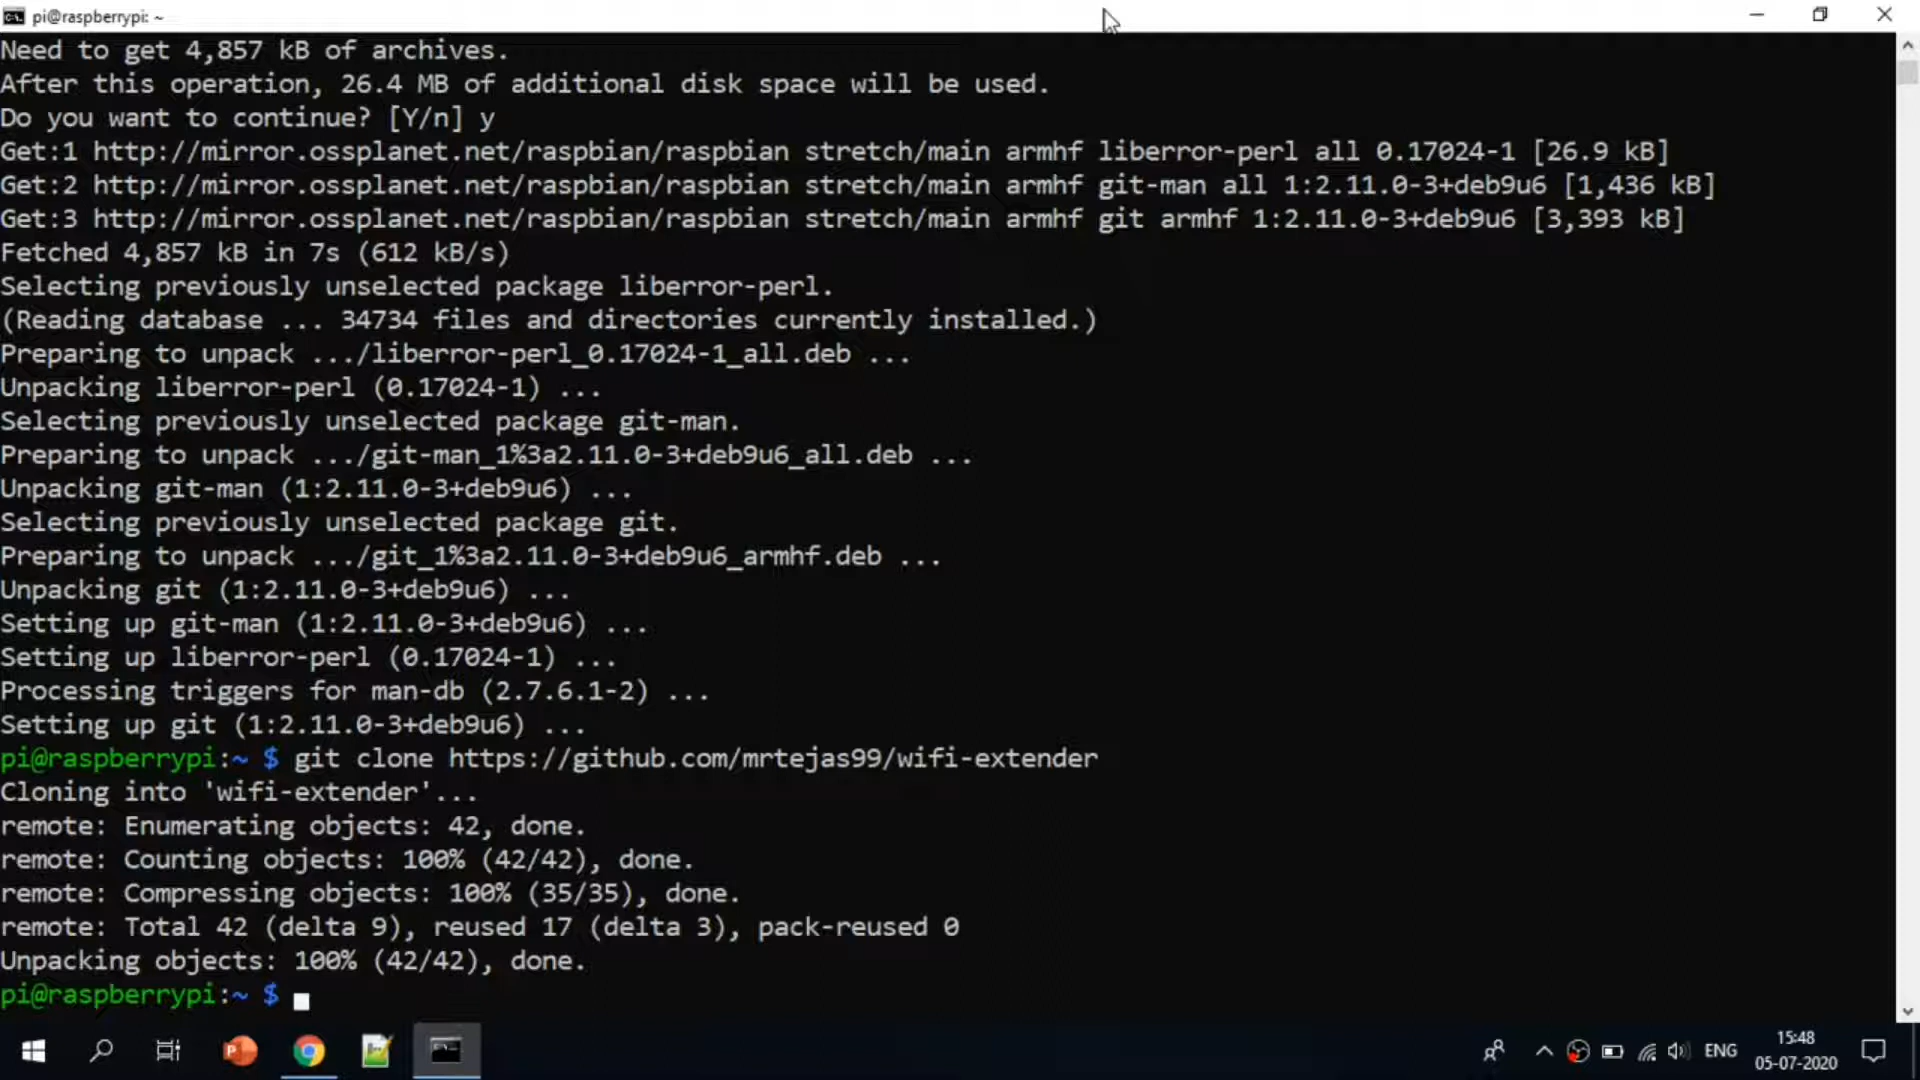 pi@raspberrypi: ~
Need to get 4,857 kB of archives.
After this operation, 26.4 MB of additional disk space will be used.
Do you want to continue? [Y/n] y
Get:1 http://mirror.ossplanet.net/raspbian/raspbian stretch/main armhf liberror-perl all 0.17024-1 [26.9 kB]
Get:2 http://mirror.ossplanet.net/raspbian/raspbian stretch/main armhf git-man all 1:2.11.0-3+deb9u6 [1,436 kB]
Get:3 http://mirror.ossplanet.net/raspbian/raspbian stretch/main armhf git armhf 1:2.11.0-3+deb9u6 [3,393 kB]
Fetched 4,857 kB in 7s (612 kB/s)
Selecting previously unselected package liberror-perl.
(Reading database ... 34734 files and directories currently installed.)
Preparing to unpack .../liberror-perl_0.17024-1_all.deb ...
Unpacking liberror-perl (0.17024-1) ...
Selecting previously unselected package git-man.
Preparing to unpack .../git-man_1%3a2.11.0-3+deb9u6_all.deb ...
Unpacking git-man (1:2.11.0-3+deb9u6) ...
Selecting previously unselected package git.
Preparing to unpack .../git_1%3a2.11.0-3+deb9u6_armhf.deb ...
Unpacking git (1:2.11.0-3+deb9u6) ...
Setting up git-man (1:2.11.0-3+deb9u6) ...
Setting up liberror-perl (0.17024-1) ...
Processing triggers for man-db (2.7.6.1-2) ...
Setting up git (1:2.11.0-3+deb9u6) ...
pi@raspberrypi:~ $ git clone https://github.com/mrtejas99/wifi-extender
Cloning into 'wifi-extender'...
remote: Enumerating objects: 42, done.
remote: Counting objects: 100% (42/42), done.
remote: Compressing objects: 100% (35/35), done.
remote: Total 42 (delta 9), reused 17 (delta 3), pack-reused 0
Unpacking objects: 100% (42/42), done.
pi@raspberrypi:~ $
ENG
15:48
05-07-2020